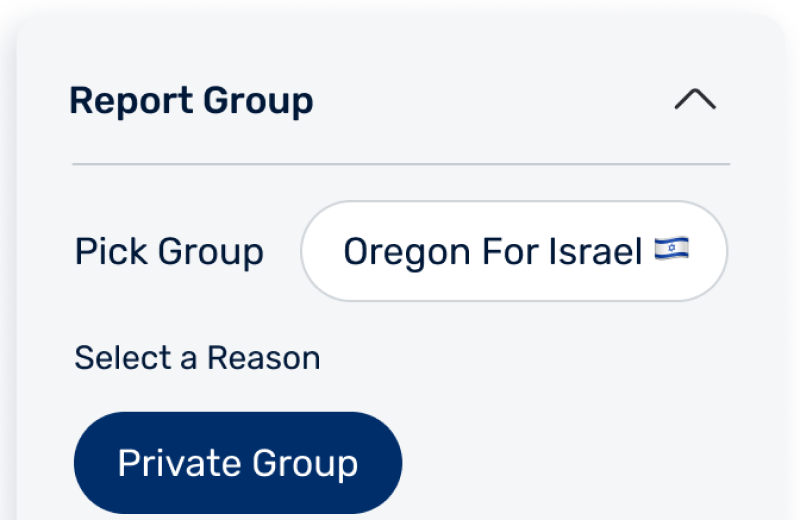 Report Group
Pick Group Oregon For Israel 🇮🇱
Select a Reason
Private Group